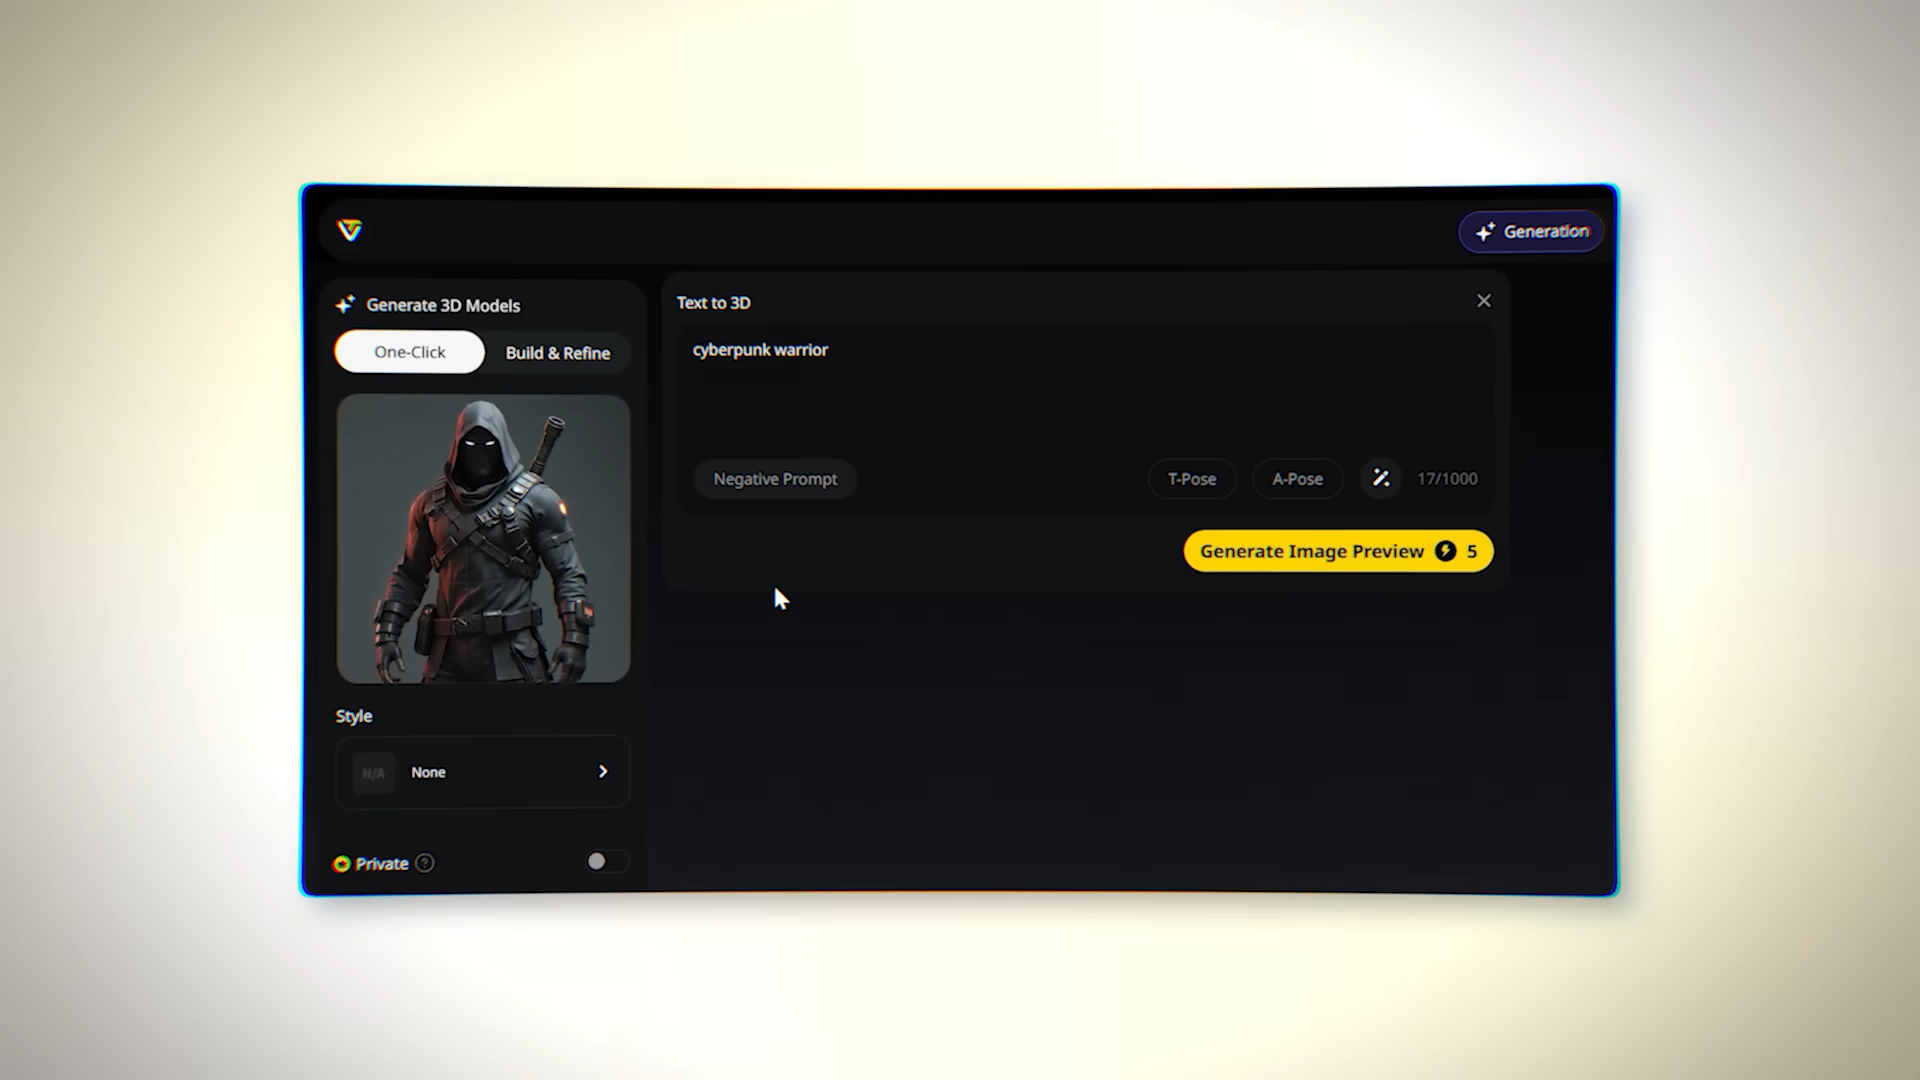 Generation
Generate 3D Models
One-Click
Build & Refine
Text to 3D
cyberpunk warrior
Negative Prompt
T-Pose
A-Pose
17/1000
Generate Image Preview 5
Style
N/A
None
Private ?